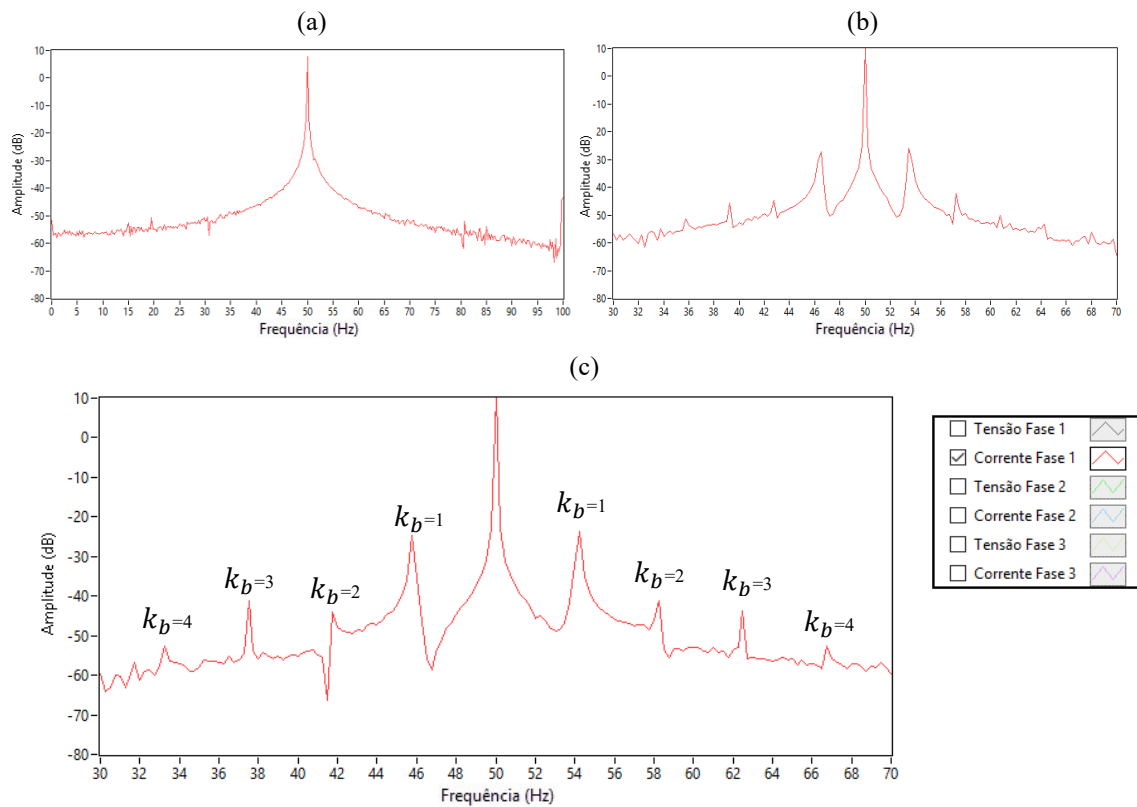 (a)
(b)
10
0
-10
-20
-30
-40
-50
-60
-70
-80
Amplitude (dB)
0 5 10 15 20 25 30 35 40 45 50 55 60 65 70 75 80 85 90 95 100
Frequência (Hz)
10
0
-10
-20
-30
-40
-50
-60
-70
-80
Amplitude (dB)
30 32 34 36 38 40 42 44 46 48 50 52 54 56 58 60 62 64 66 68 70
Frequência (Hz)
(c)
10
0
-10
-20
-30
-40
-50
-60
-70
-80
Amplitude (dB)
k_b=4
k_b=3
k_b=2
k_b=1
k_b=1
k_b=2
k_b=3
k_b=4
30 32 34 36 38 40 42 44 46 48 50 52 54 56 58 60 62 64 66 68 70
Frequência (Hz)
Tensão Fase 1
Corrente Fase 1
Tensão Fase 2
Corrente Fase 2
Tensão Fase 3
Corrente Fase 3